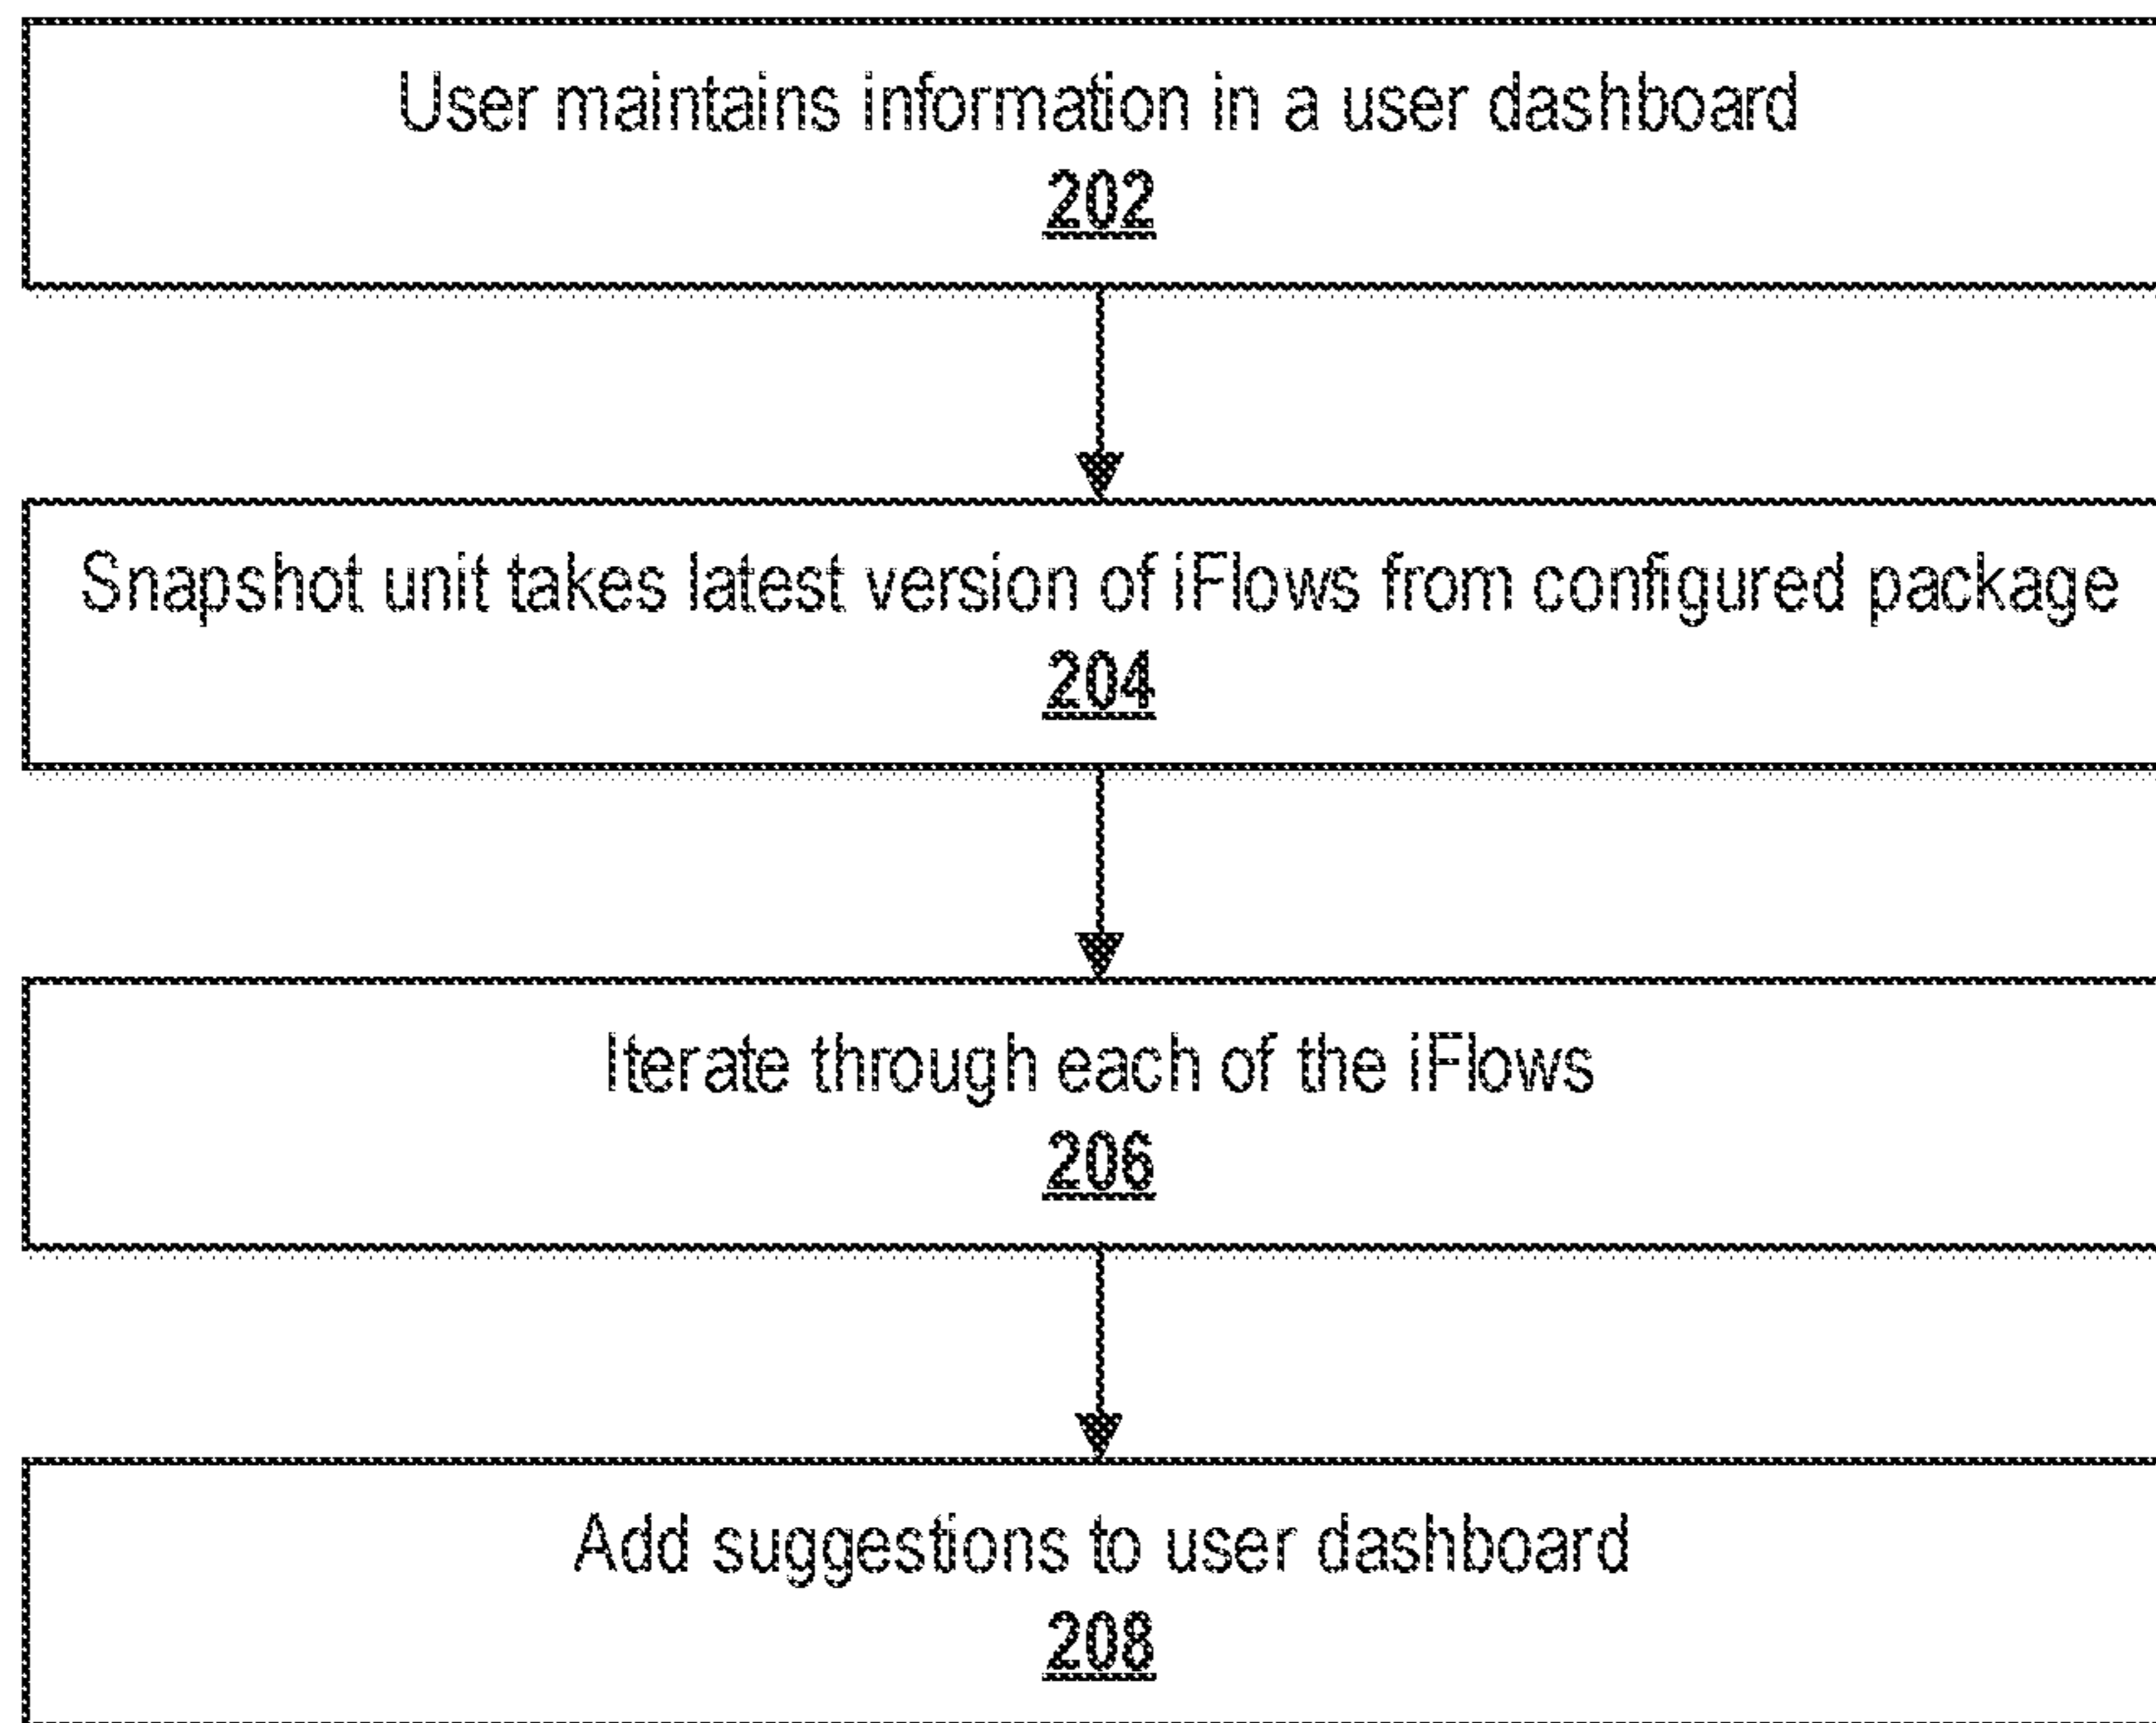 User maintains information in a user dashboard
202
Snapshot unit takes latest version of iFlows from configured package
204
Iterate through each of the iFlows
206
Add suggestions to user dashboard
208